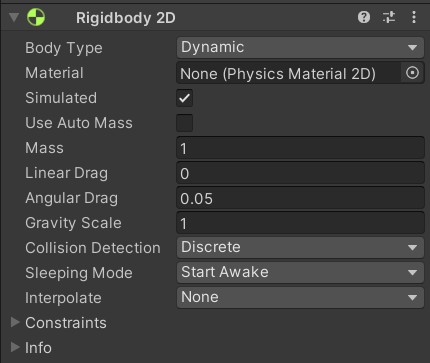 Rigidbody 2D
Body Type Dynamic
Material None (Physics Material 2D)
Simulated
Use Auto Mass
Mass 1
Linear Drag 0
Angular Drag 0.05
Gravity Scale 1
Collision Detection Discrete
Sleeping Mode Start Awake
Interpolate None
Constraints
Info